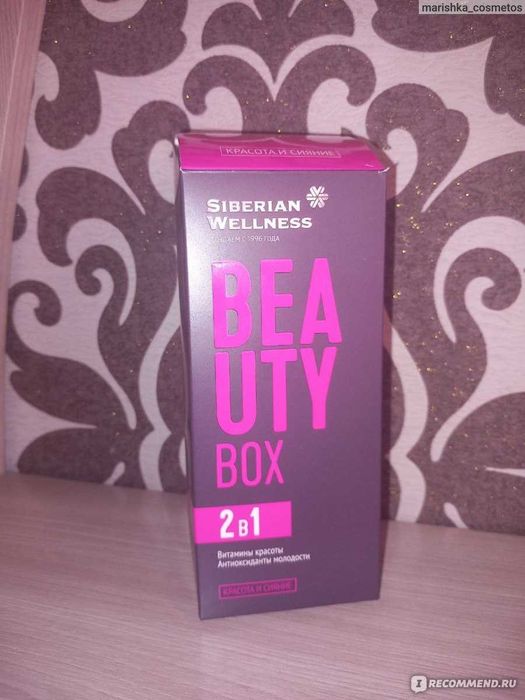 marishka_cosmetos
КРАСОТА И СИЯНИЕ
SIBERIAN
WELLNESS
СОЗДАЕМ С 1996 ГОДА
BEA
UTY
BOX
2 в 1
Витамины красоты
Антиоксиданты молодости
КРАСОТА И СИЯНИЕ
IRECOMMEND.RU